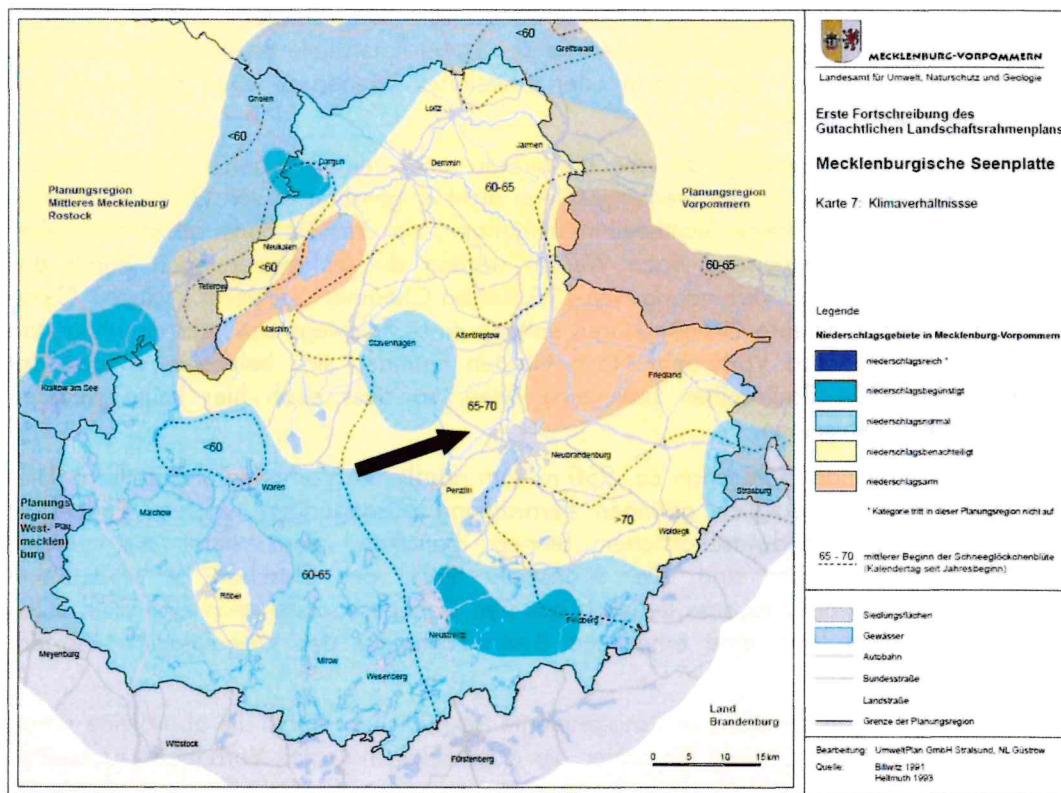 <60
Greifswald
Gnoien
Loitz
<60
Dargun
Demmin
Jarmen
60-65
Planungsregion
Mittleres Mecklenburg/
Rostock
Planungsregion
Vorpommern
Neukalen
<60
60-65
Teterow
Malchin
Stavenhagen
Altentreptow
Friedland
Krakow am See
65-70
<60
Neubrandenburg
Waren
Penzlin
Strasburg
Malchow
>70
Woldegk
Planungs
region
West-
mecklen
burg
Plau
60-65
Röbel
Feldberg
Neustrelitz
Meyenburg
Mirow
Wesenberg
Land
Brandenburg
Wittstock
Fürstenberg
0 5 10 15 km
MECKLENBURG-VORPOMMERN
Landesamt für Umwelt, Naturschutz und Geologie
Erste Fortschreibung des
Gutachtlichen Landschaftsrahmenplans
Mecklenburgische Seenplatte
Karte 7: Klimaverhältnissse
Legende
Niederschlagsgebiete in Mecklenburg-Vorpommern
niederschlagsreich *
niederschlagsbegünstigt
niederschlagsnormal
niederschlagsbenachteiligt
niederschlagsarm
* Kategorie tritt in dieser Planungsregion nicht auf
65 - 70 mittlerer Beginn der Schneeglöckchenblüte
(Kalendertag seit Jahresbeginn)
Siedlungsflächen
Gewässer
Autobahn
Bundesstraße
Landstraße
Grenze der Planungsregion
Bearbeitung: UmweltPlan GmbH Stralsund, NL Güstrow
Quelle: Billwitz 1991
Hellmuth 1993